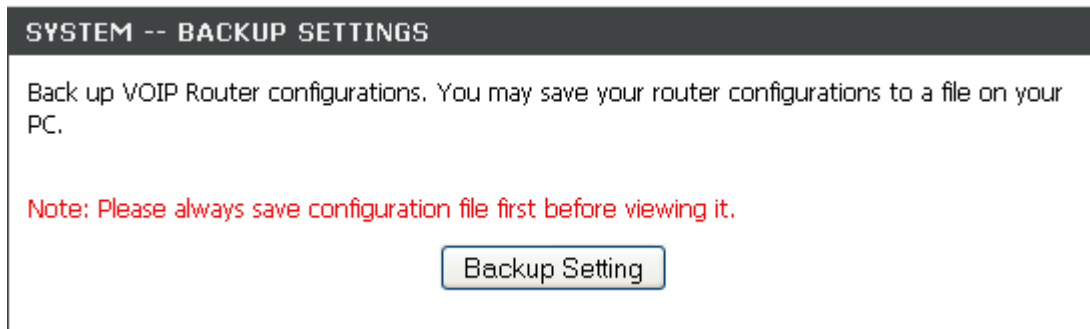 SYSTEM -- BACKUP SETTINGS
Back up VOIP Router configurations. You may save your router configurations to a file on your
PC.
Note: Please always save configuration file first before viewing it.
Backup Setting